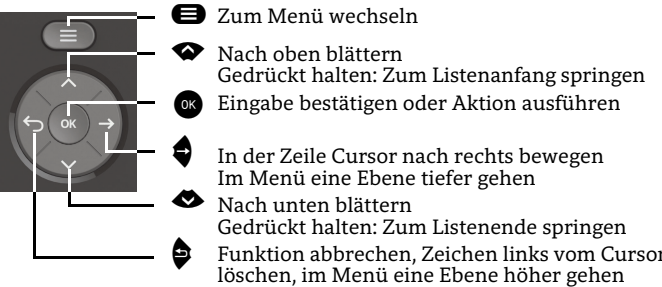 Zum Menü wechseln
Nach oben blättern
Gedrückt halten: Zum Listenanfang springen
OK OK Eingabe bestätigen oder Aktion ausführen
In der Zeile Cursor nach rechts bewegen
Im Menü eine Ebene tiefer gehen
Nach unten blättern
Gedrückt halten: Zum Listenende springen
Funktion abbrechen, Zeichen links vom Cursor
löschen, im Menü eine Ebene höher gehen